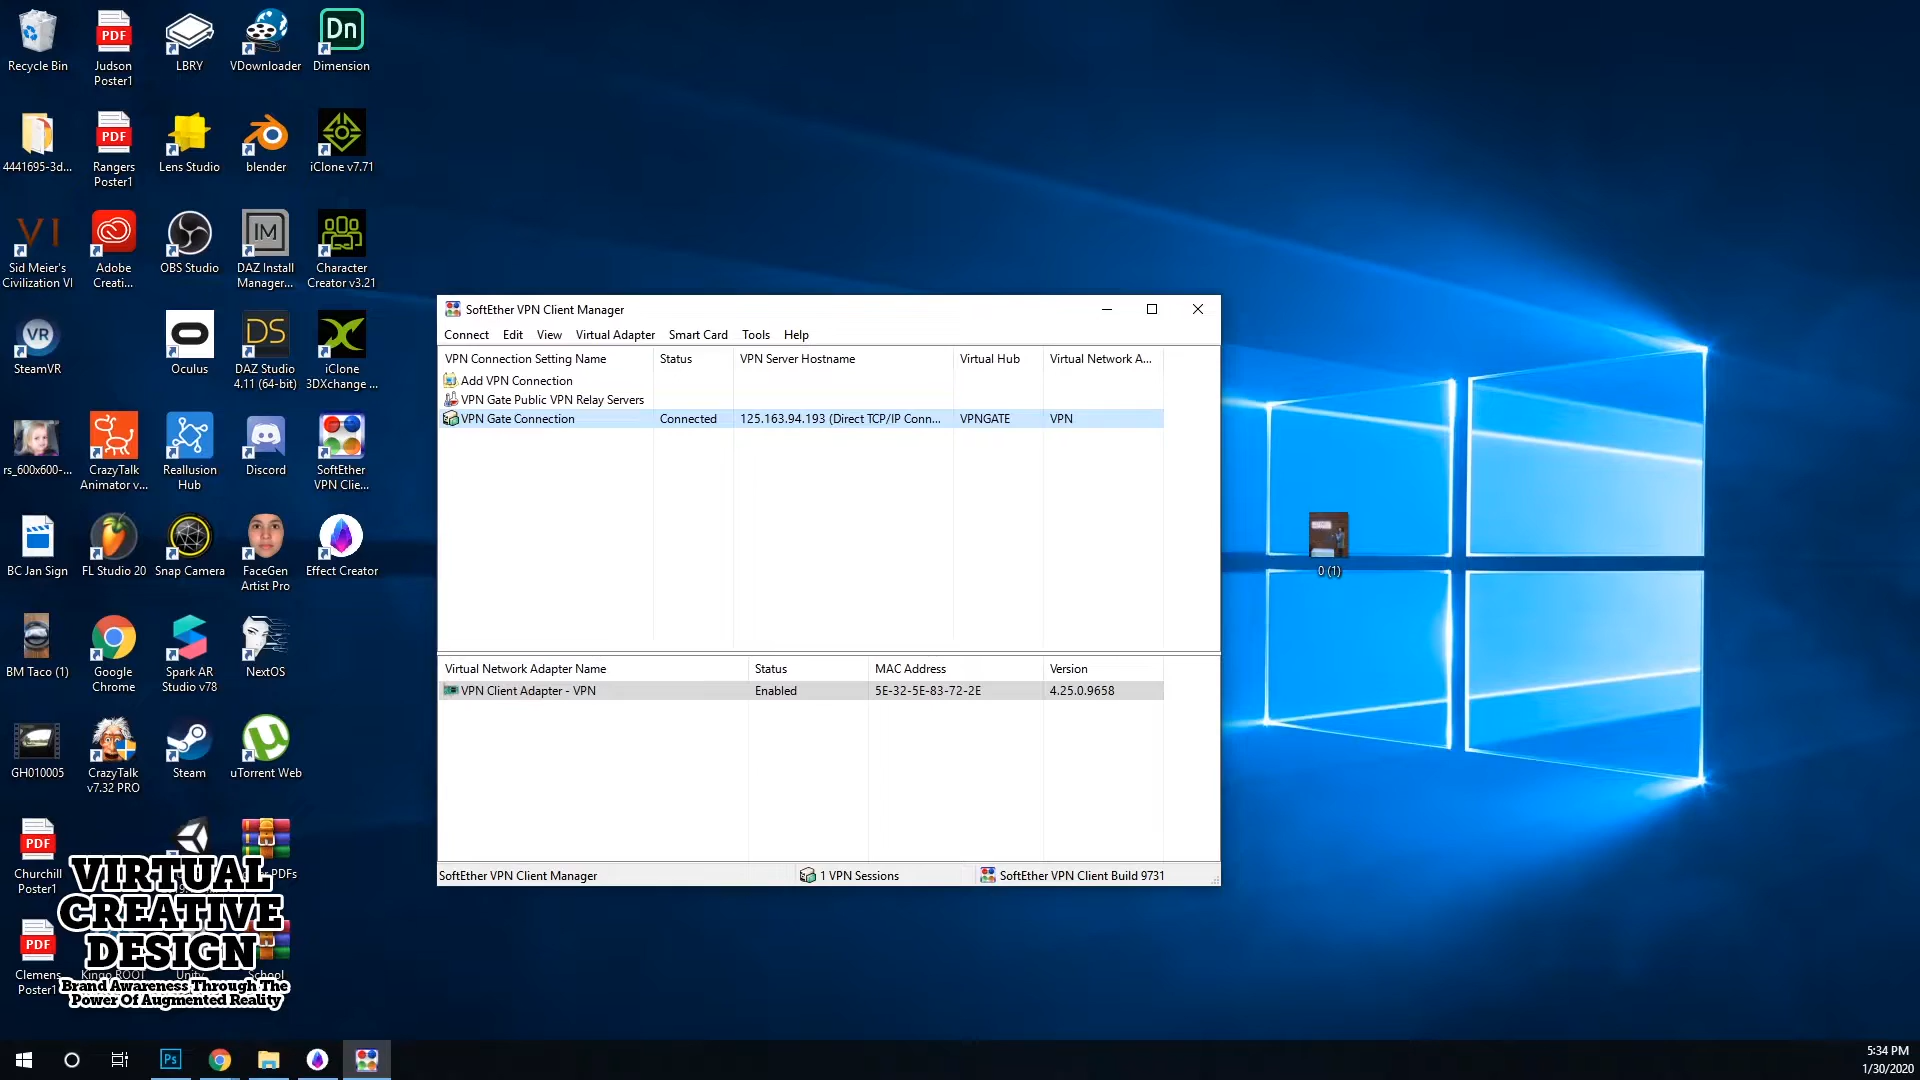 Recycle Bin
Judson
Poster1
LBRY
VDownloader
Dimension
4441695-3d...
Rangers
Poster1
Lens Studio
blender
iClone v7.71
Sid Meier's
Civilization VI
Adobe
Creati...
OBS Studio
DAZ Install
Manager...
Character
Creator v3.21
SteamVR
Oculus
DAZ Studio
4.11 (64-bit)
iClone
3DXchange ...
rs_600x600-...
CrazyTalk
Animator v...
Reallusion
Hub
Discord
SoftEther
VPN Clie...
BC Jan Sign
FL Studio 20
Snap Camera
FaceGen
Artist Pro
Effect Creator
BM Taco (1)
Google
Chrome
Spark AR
Studio v78
NextOS
GH010005
CrazyTalk
v7.32 PRO
Steam
uTorrent Web
Churchill
Poster1
PDFs
Clemens
Poster1
Kingo ROOT
Unity
School
VIRTUAL
CREATIVE
DESIGN
Brand Awareness Through The
Power Of Augmented Reality
SoftEther VPN Client Manager
Connect Edit View Virtual Adapter Smart Card Tools Help
VPN Connection Setting Name Status VPN Server Hostname Virtual Hub Virtual Network A...
Add VPN Connection
VPN Gate Public VPN Relay Servers
VPN Gate Connection Connected 125.163.94.193 (Direct TCP/IP Conn... VPNGATE VPN
Virtual Network Adapter Name Status MAC Address Version
VPN Client Adapter - VPN Enabled 5E-32-5E-83-72-2E 4.25.0.9658
SoftEther VPN Client Manager 1 VPN Sessions SoftEther VPN Client Build 9731
0 (1)
5:34 PM
1/30/2020